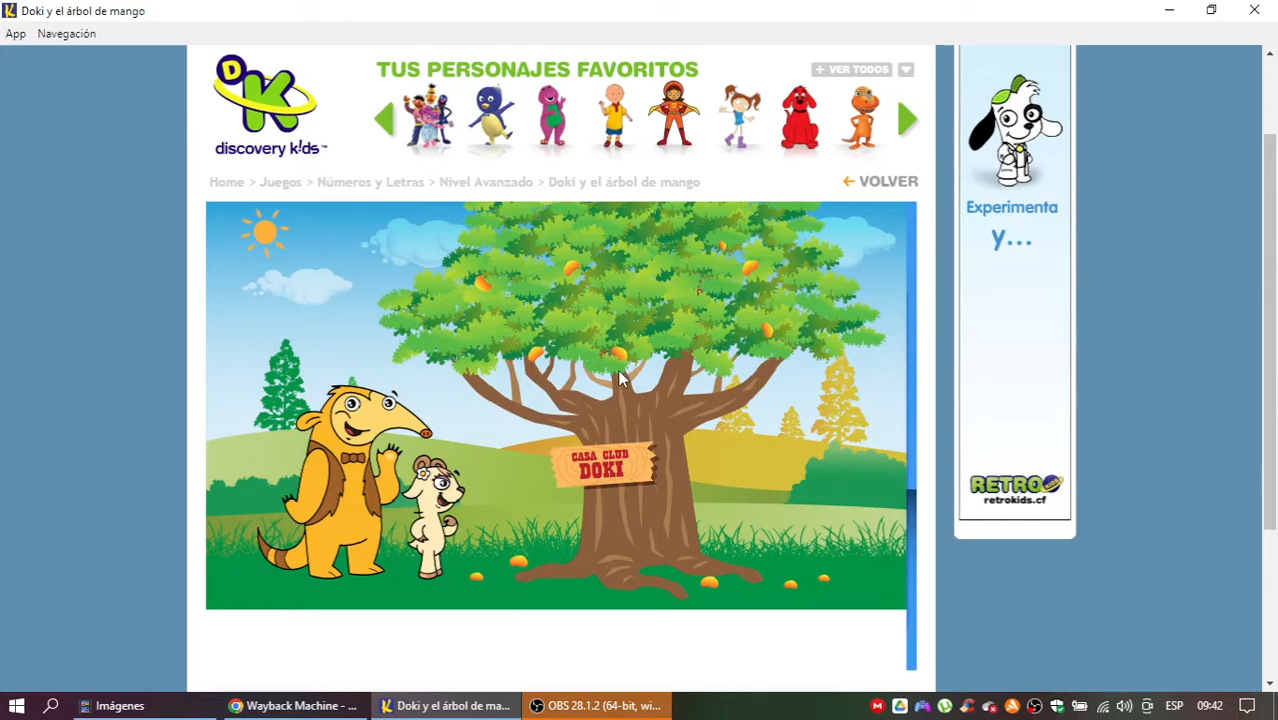 Doki y el árbol de mango
App Navegación
D K
discovery k!ds™
TUS PERSONAJES FAVORITOS
+ VER TODOS
Home > Juegos > Números y Letras > Nivel Avanzado > Doki y el árbol de mango
VOLVER
CASA CLUB
DOKI
Experimenta
y...
RETRO
retrokids.cf
Imágenes
Wayback Machine - ...
Doki y el árbol de ma...
OBS 28.1.2 (64-bit, wi...
ESP
09:42